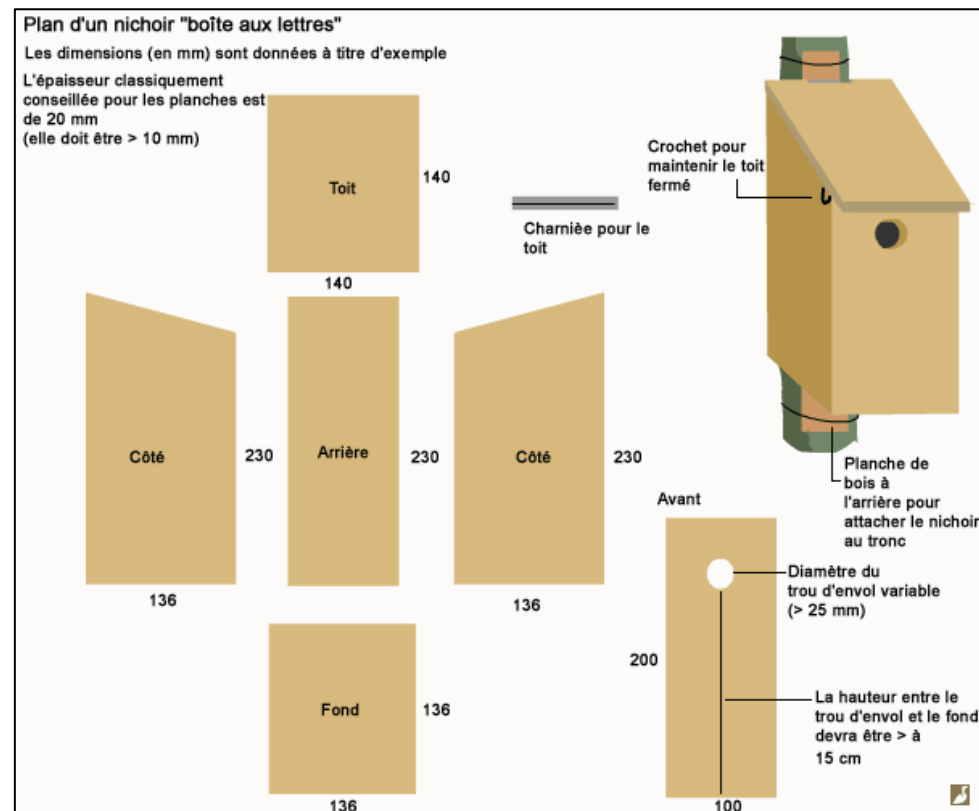 Plan d'un nichoir "boîte aux lettres"
Les dimensions (en mm) sont données à titre d'exemple
L'épaisseur classiquement
conseillée pour les planches est
de 20 mm
(elle doit être > 10 mm)
Toit
140
140
Charnièe pour le
toit
Crochet pour
maintenir le toit
fermé
Côté
230
136
Arrière
230
Côté
230
136
Planche de
bois à
l'arrière pour
attacher le nichoir
au tronc
Avant
Diamètre du
trou d'envol variable
(> 25 mm)
200
La hauteur entre le
trou d'envol et le fond
devra être > à
15 cm
100
Fond
136
136